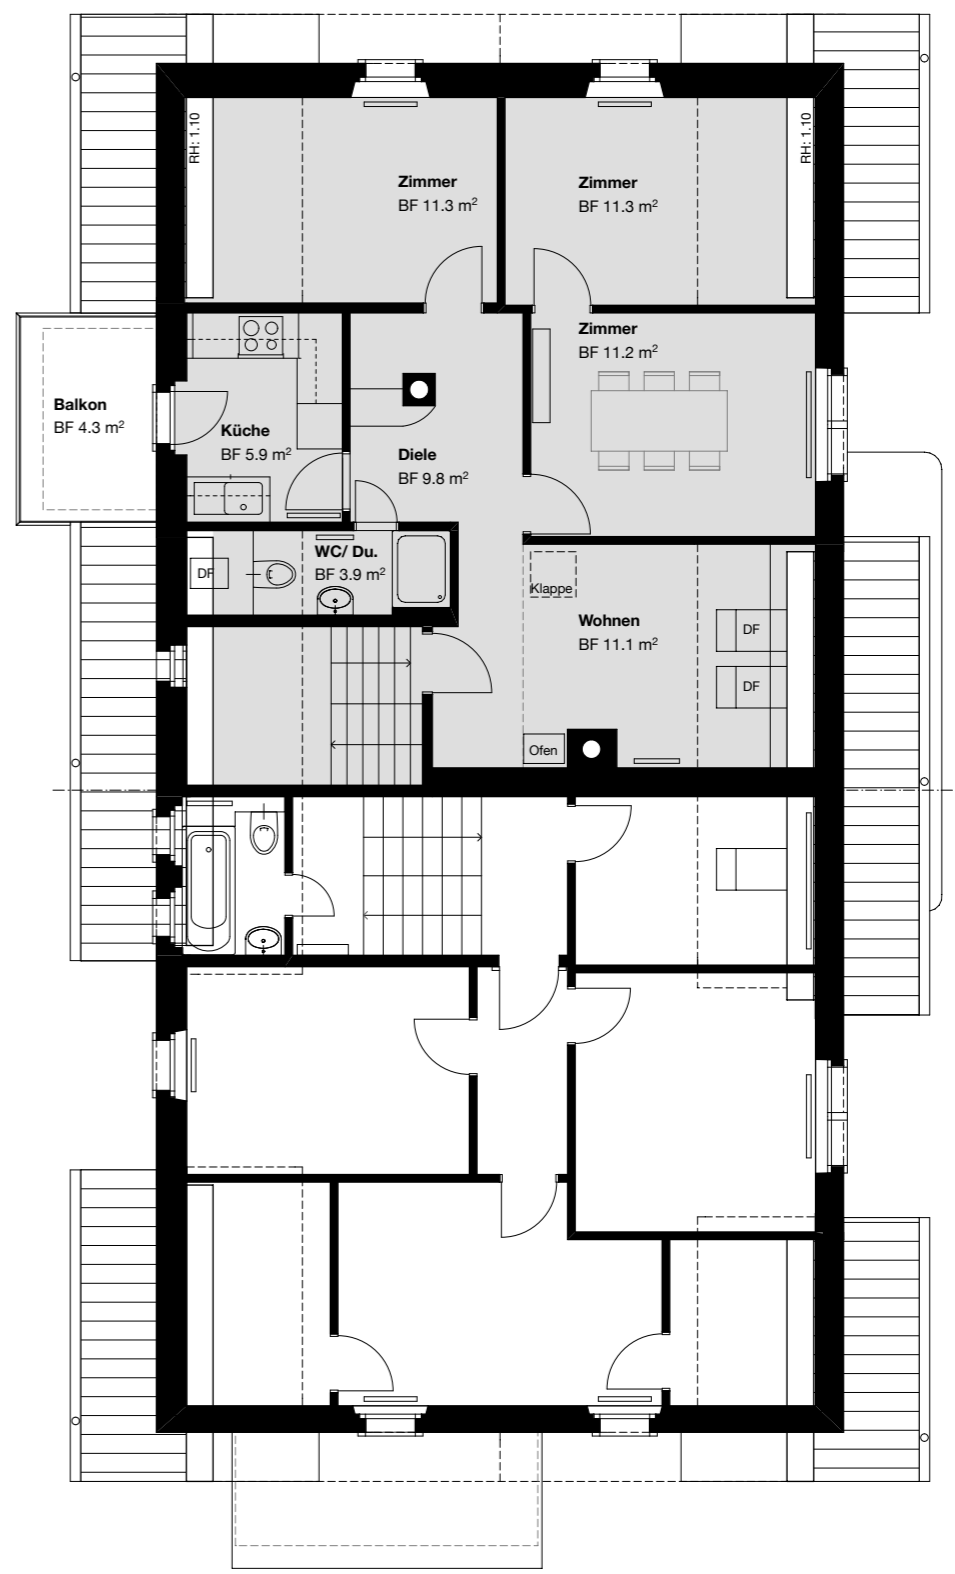 RH: 1.10
RH: 1.10
Zimmer
BF 11.3 m²
Zimmer
BF 11.3 m²
Zimmer
BF 11.2 m²
Balkon
BF 4.3 m²
Küche
BF 5.9 m²
Diele
BF 9.8 m²
WC/ Du.
BF 3.9 m²
DF
Klappe
Wohnen
BF 11.1 m²
DF
DF
Ofen